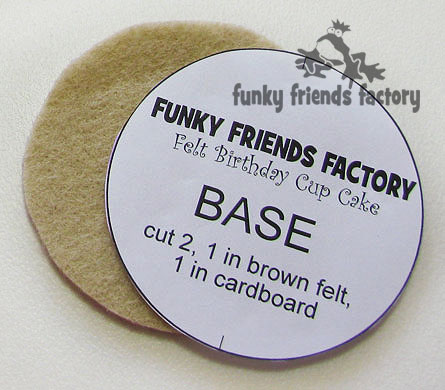 funky friends factory
FUNKY FRIENDS FACTORY
Felt Birthday Cup Cake
BASE
cut 2, 1 in brown felt,
1 in cardboard